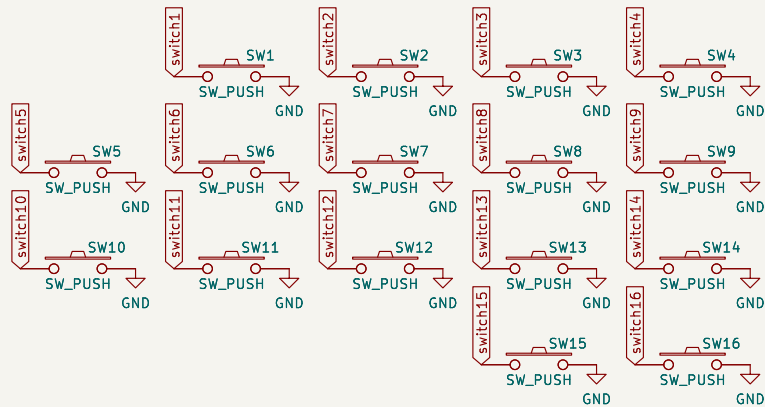 switch1 SW1 SW_PUSH GND
switch2 SW2 SW_PUSH GND
switch3 SW3 SW_PUSH GND
switch4 SW4 SW_PUSH GND
switch5 SW5 SW_PUSH GND
switch6 SW6 SW_PUSH GND
switch7 SW7 SW_PUSH GND
switch8 SW8 SW_PUSH GND
switch9 SW9 SW_PUSH GND
switch10 SW10 SW_PUSH GND
switch11 SW11 SW_PUSH GND
switch12 SW12 SW_PUSH GND
switch13 SW13 SW_PUSH GND
switch14 SW14 SW_PUSH GND
switch15 SW15 SW_PUSH GND
switch16 SW16 SW_PUSH GND